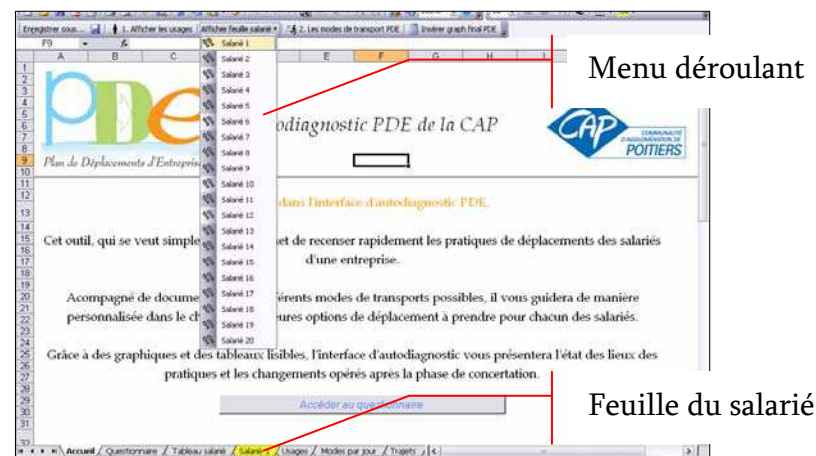 Enregistrer sous... 1. Afficher les usages Afficher feuille salarié 2. Les modes de transport PDE Insérer graph final PDE
F9 fx
Salarié 1
Salarié 2
Salarié 3
Salarié 4
Salarié 5
Salarié 6
Salarié 7
Salarié 8
Salarié 9
Salarié 10
Salarié 11
Salarié 12
Salarié 13
Salarié 14
Salarié 15
Salarié 16
Salarié 17
Salarié 18
Salarié 19
Salarié 20
A B C E F G H
Menu déroulant
PDE
Plan de Déplacements d'Entreprise
odiagnostic PDE de la CAP
CAP
COMMUNAUTÉ
D'AGGLOMÉRATION DE
POITIERS
dans l'interface d'autodiagnostic PDE,
Cet outil, qui se veut simple et de recenser rapidement les pratiques de déplacements des salariés
d'une entreprise.
Acompagné de docume érents modes de transports possibles, il vous guidera de manière
personnalisée dans le ch eures options de déplacement à prendre pour chacun des salariés.
Grâce à des graphiques et des tableaux lisibles, l'interface d'autodiagnostic vous présentera l'état des lieux des
pratiques et les changements opérés après la phase de concertation.
Accéder au questionnaire
Feuille du salarié
Accueil / Questionnaire / Tableau salarié / Salarié 1 / Usages / Modes par jour / Trajets